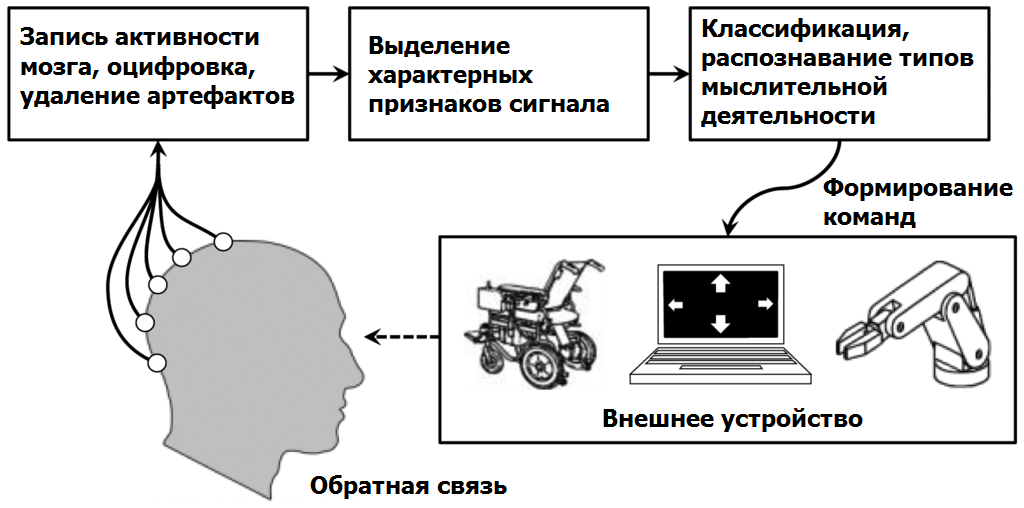 Запись активности
мозга, оцифровка,
удаление артефактов
Выделение
характерных
признаков сигнала
Классификация,
распознавание типов
мыслительной
деятельности
Формирование
команд
Внешнее устройство
Обратная связь